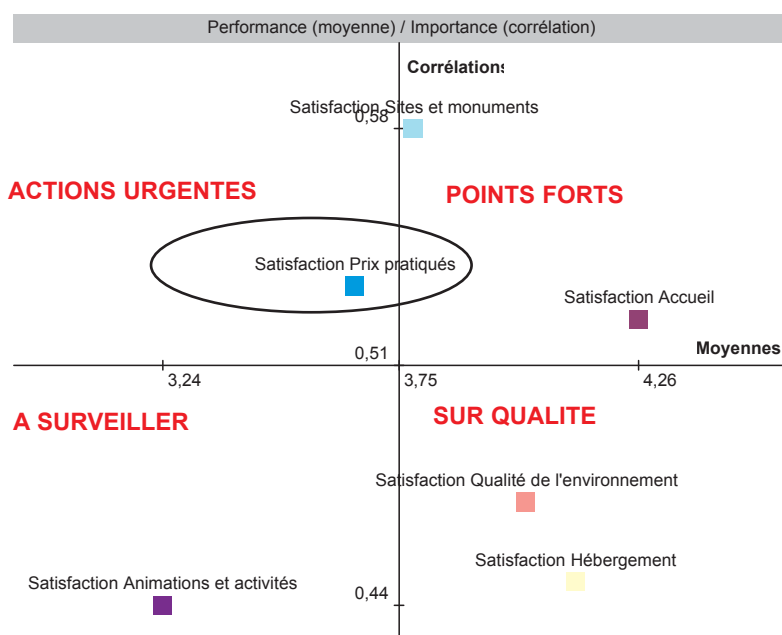 Performance (moyenne) / Importance (corrélation)
Corrélations
Satisfaction Sites et monuments
0,58
ACTIONS URGENTES
POINTS FORTS
Satisfaction Prix pratiqués
Satisfaction Accueil
Moyennes
0,51
3,24
3,75
4,26
A SURVEILLER
SUR QUALITE
Satisfaction Qualité de l'environnement
Satisfaction Hébergement
Satisfaction Animations et activités
0,44